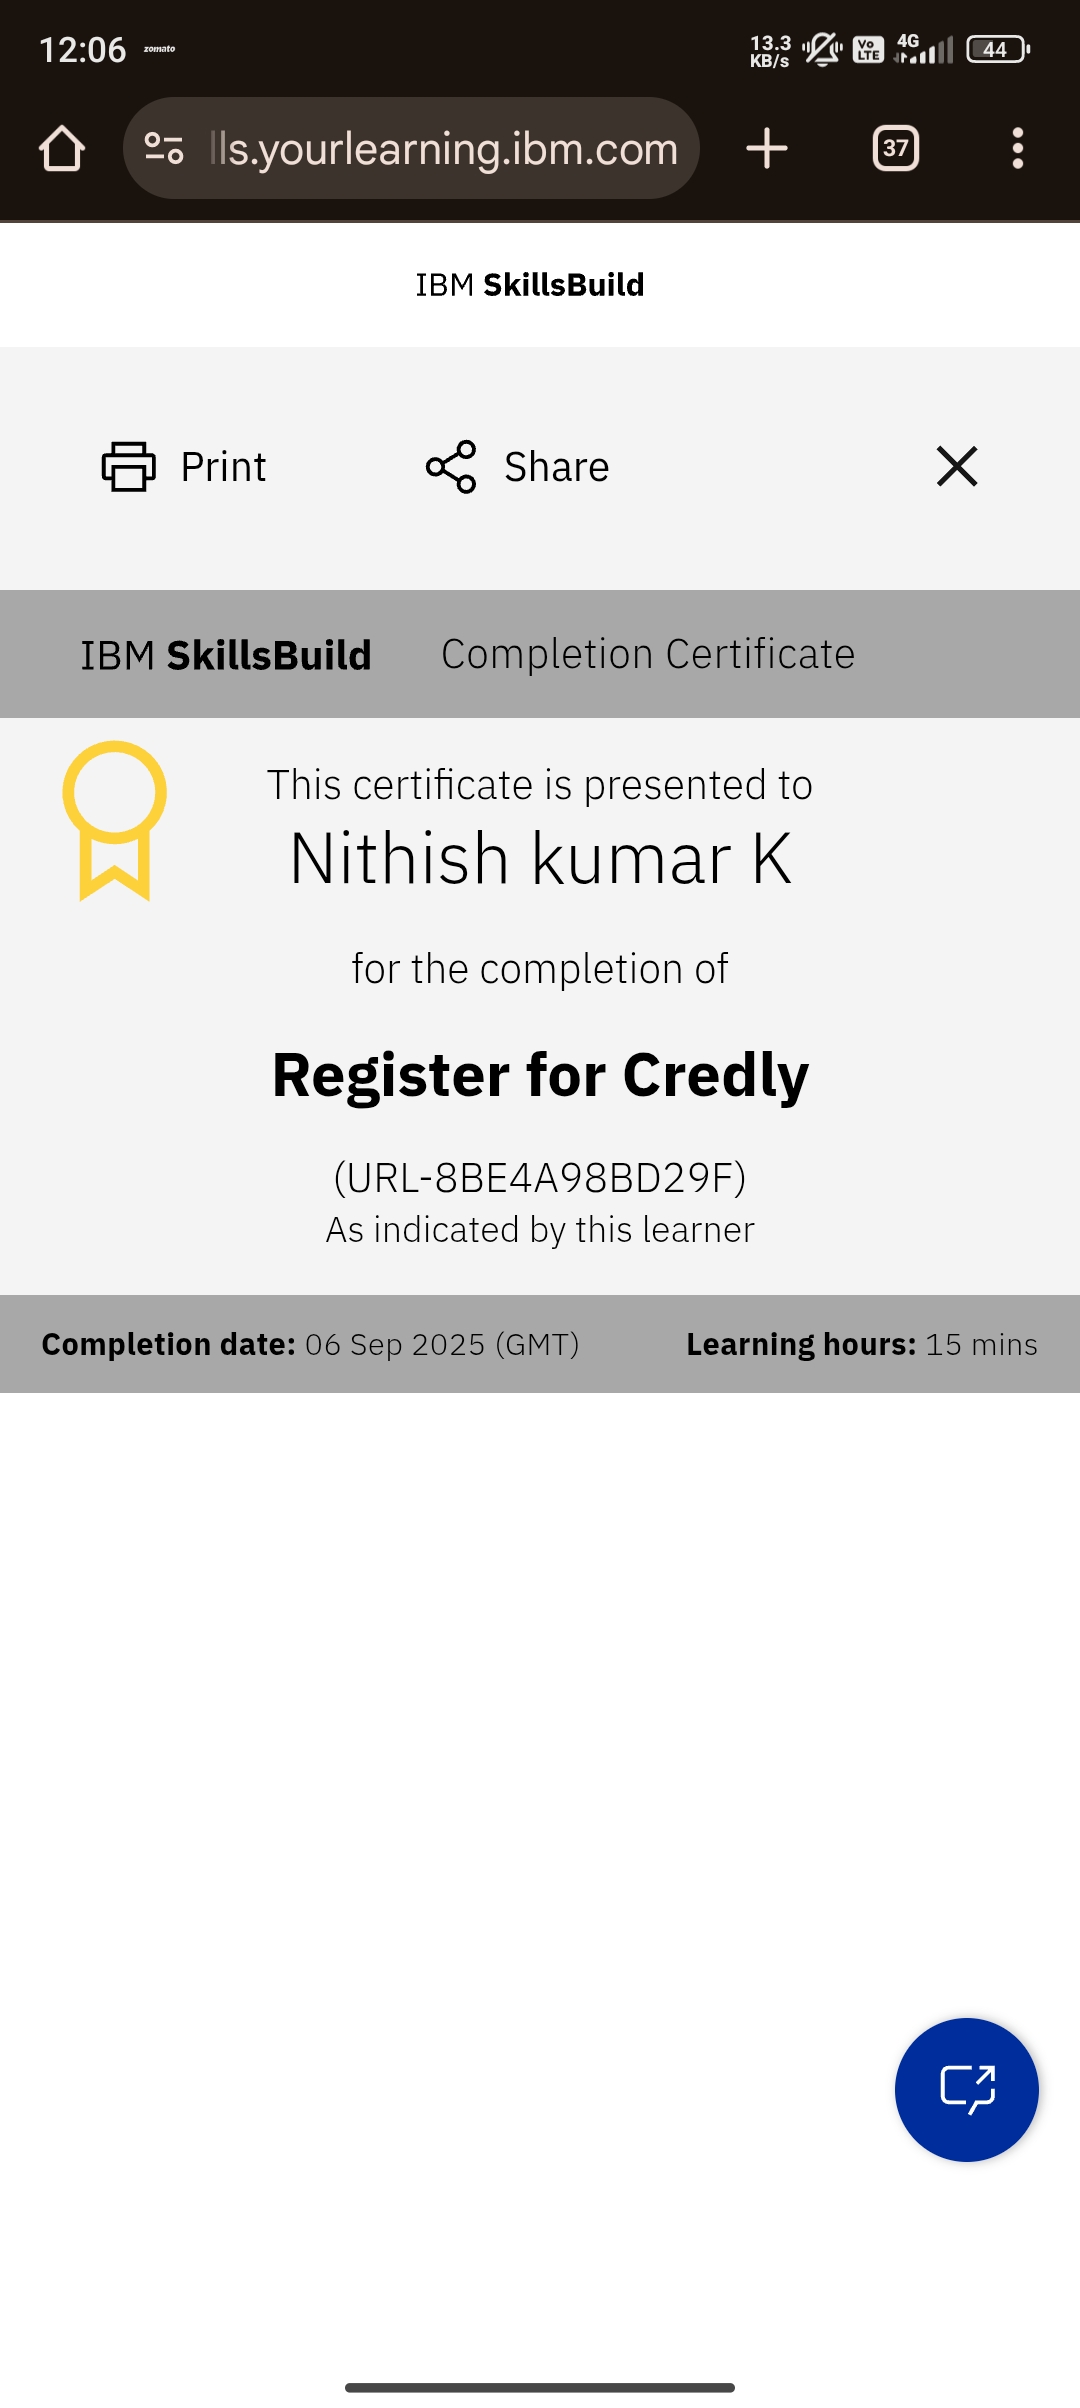 12:06 zomato 13.3 KB/s Vo LTE 4G 44
lls.yourlearning.ibm.com 37
IBM SkillsBuild
Print Share
IBM SkillsBuild Completion Certificate
This certificate is presented to
Nithish kumar K
for the completion of
Register for Credly
(URL-8BE4A98BD29F)
As indicated by this learner
Completion date: 06 Sep 2025 (GMT) Learning hours: 15 mins